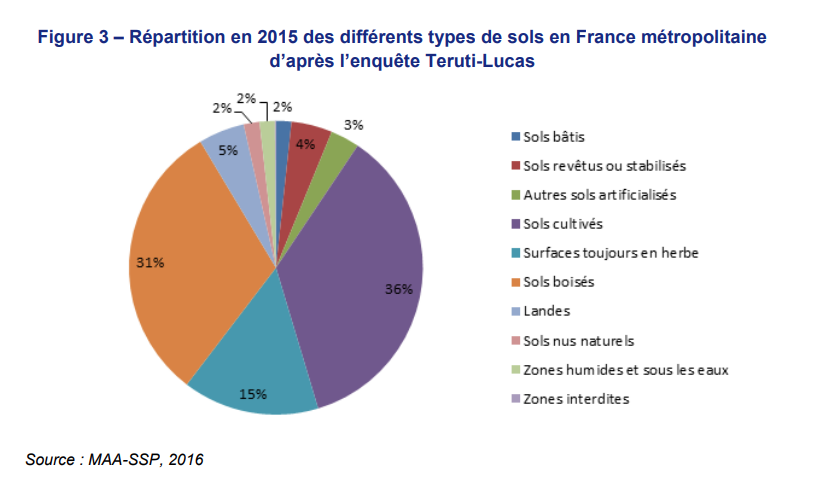 Figure 3 – Répartition en 2015 des différents types de sols en France métropolitaine
d’après l’enquête Teruti-Lucas
2%
2%
2%
4%
3%
5%
31%
36%
15%
Sols bâtis
Sols revêtus ou stabilisés
Autres sols artificialisés
Sols cultivés
Surfaces toujours en herbe
Sols boisés
Landes
Sols nus naturels
Zones humides et sous les eaux
Zones interdites
Source : MAA-SSP, 2016